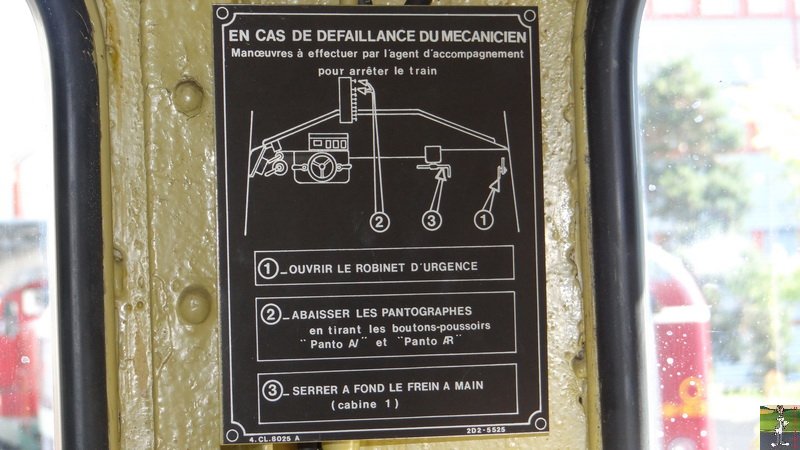 EN CAS DE DEFAILLANCE DU MECANICIEN
Manœuvres à effectuer par l'agent d'accompagnement
pour arrêter le train
2 3 1
1 _ OUVRIR LE ROBINET D'URGENCE
2 _ ABAISSER LES PANTOGRAPHES
en tirant les boutons-poussoirs
"Panto AV" et "Panto AR"
3 _ SERRER A FOND LE FREIN A MAIN
(cabine 1)
4.CL.8025 A 2D2-5525